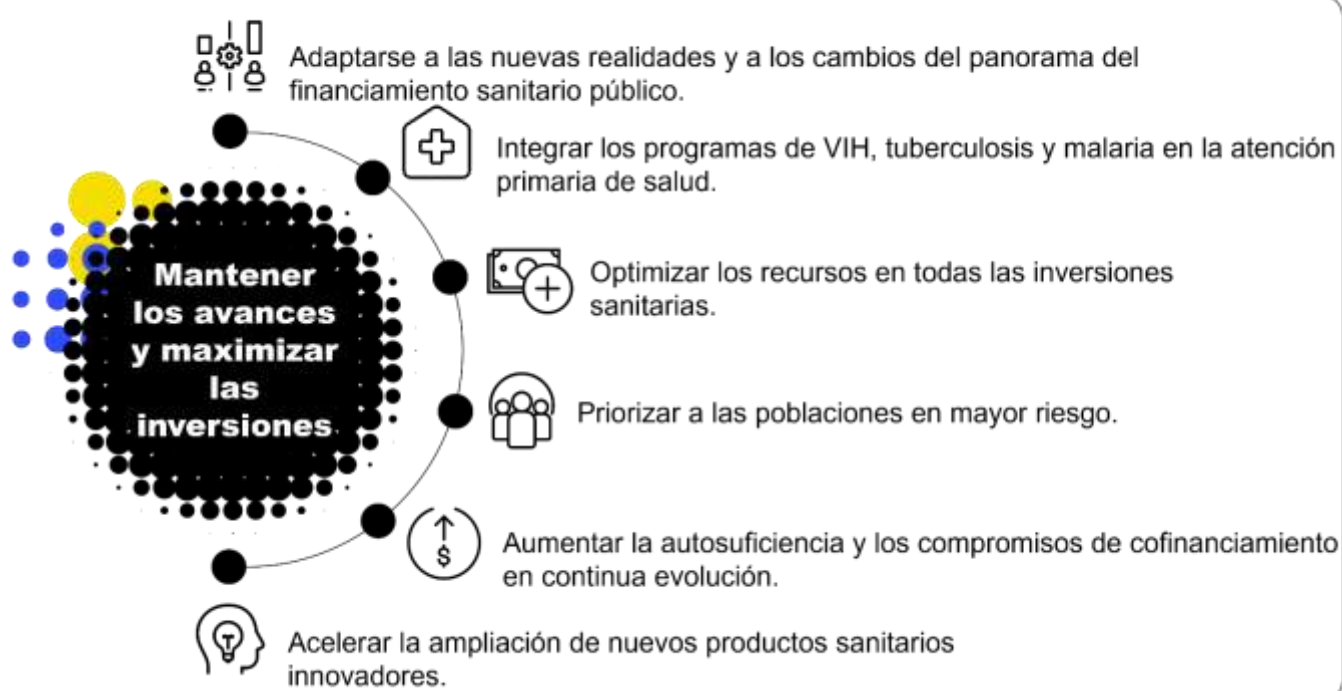 Adaptarse a las nuevas realidades y a los cambios del panorama del
financiamiento sanitario público.
Integrar los programas de VIH, tuberculosis y malaria en la atención
primaria de salud.
Mantener
los avances
y maximizar
las
inversiones
Optimizar los recursos en todas las inversiones
sanitarias.
Priorizar a las poblaciones en mayor riesgo.
$
Aumentar la autosuficiencia y los compromisos de cofinanciamiento
en continua evolución.
Acelerar la ampliación de nuevos productos sanitarios
innovadores.